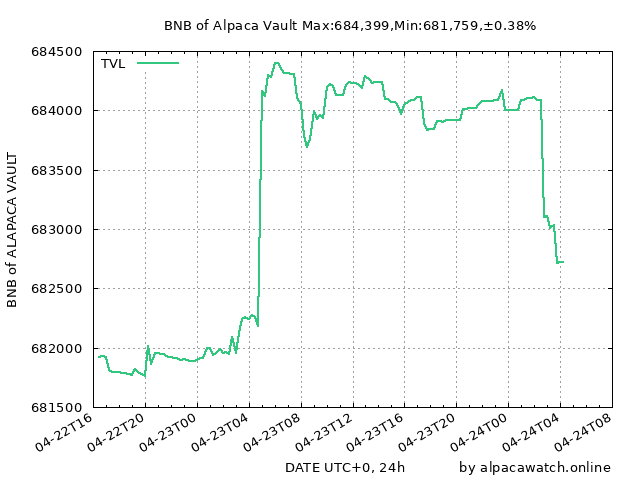 BNB of Alpaca Vault Max:684,399,Min:681,759,±0.38%
TVL
BNB of ALAPACA VAULT
684500
684000
683500
683000
682500
682000
681500
04-22T16
04-22T20
04-23T00
04-23T04
04-23T08
04-23T12
04-23T16
04-23T20
04-24T00
04-24T04
04-24T08
DATE UTC+0, 24h
by alpacawatch.online